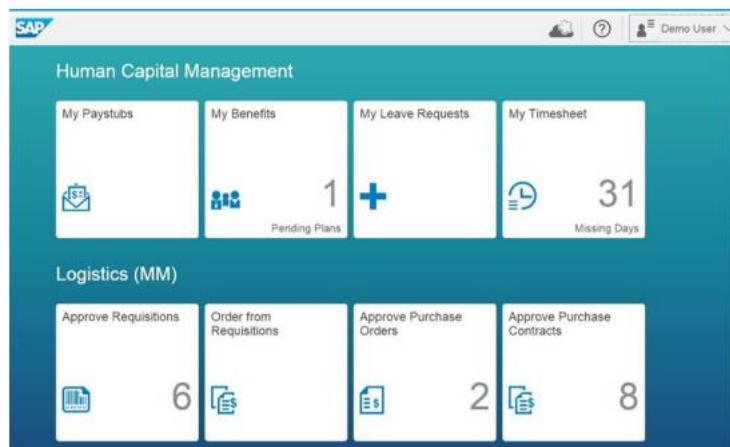 SAP
Demo User
Human Capital Management
My Paystubs
My Benefits
1
Pending Plans
My Leave Requests
My Timesheet
31
Missing Days
Logistics (MM)
Approve Requisitions
6
Order from
Requisitions
Approve Purchase
Orders
2
Approve Purchase
Contracts
8